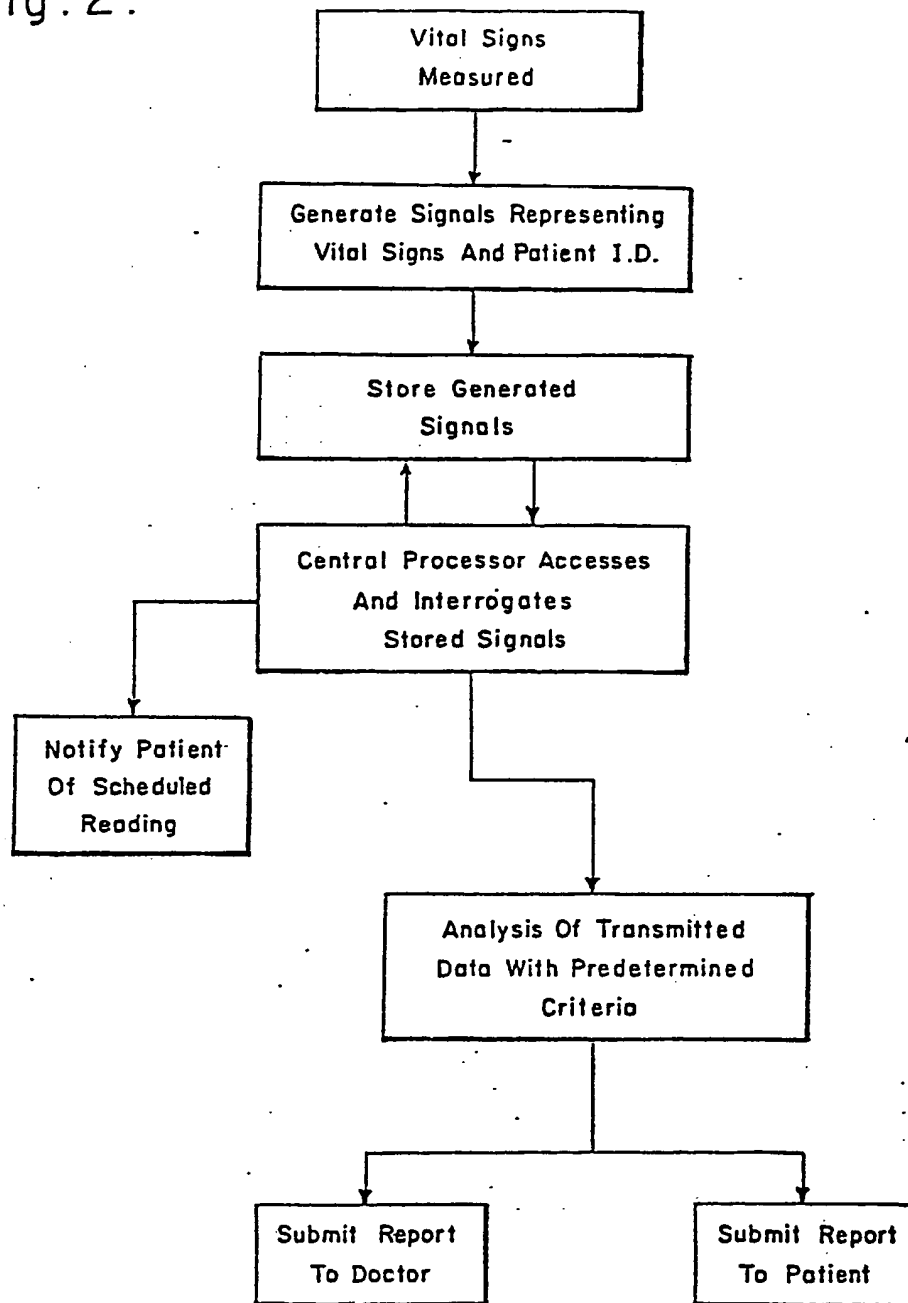 ig. 2.
Vital Signs
Measured
Generate Signals Representing
Vital Signs And Patient I.D.
Store Generated
Signals
Central Processor Accesses
And Interrogates
Stored Signals
Notify Patient
Of Scheduled
Reading
Analysis Of Transmitted
Data With Predetermined
Criteria
Submit Report
To Doctor
Submit Report
To Patient